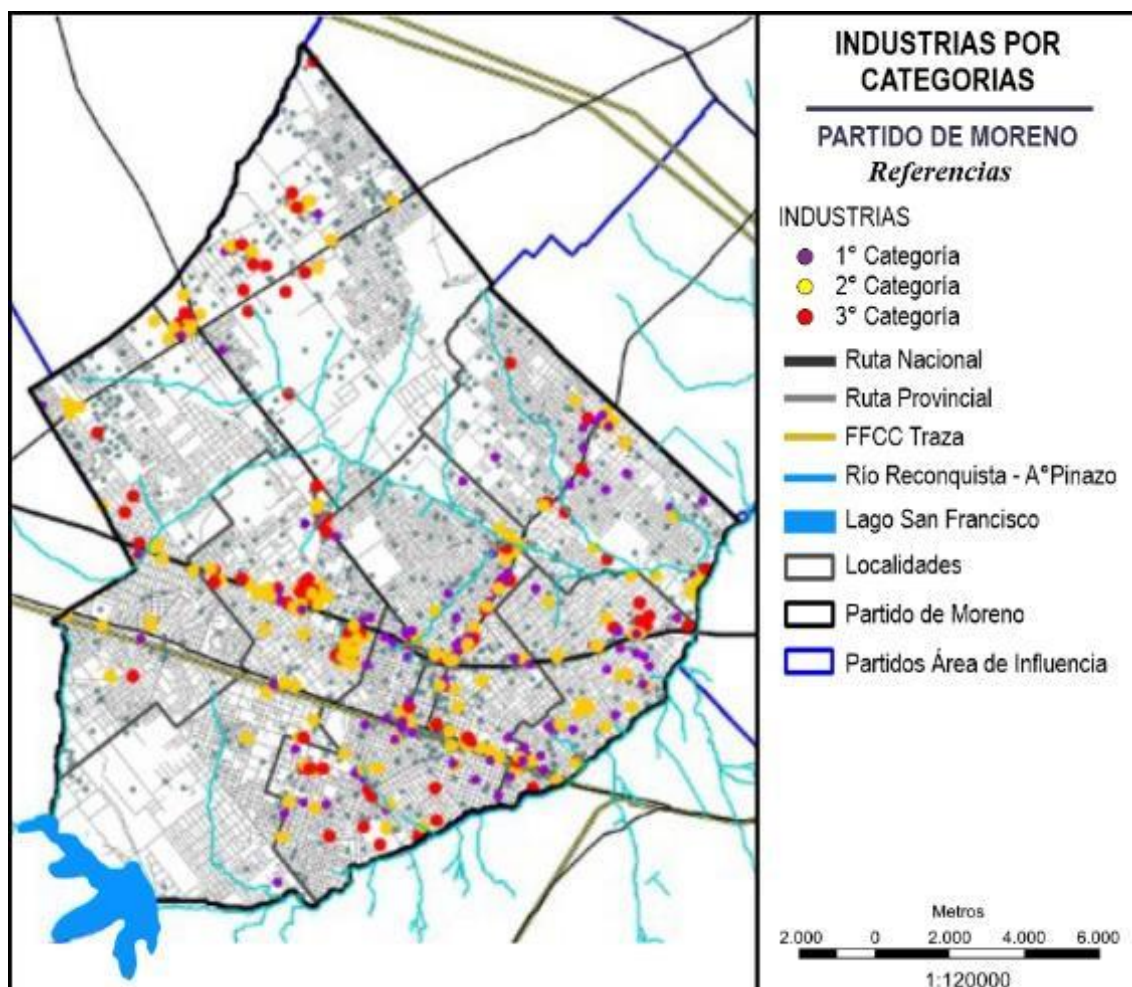 INDUSTRIAS POR
CATEGORIAS
PARTIDO DE MORENO
Referencias
INDUSTRIAS
1° Categoría
2° Categoría
3° Categoría
Ruta Nacional
Ruta Provincial
FFCC Traza
Río Reconquista - A°Pinazo
Lago San Francisco
Localidades
Partido de Moreno
Partidos Área de Influencia
Metros
2.000 0 2.000 4.000 6.000
1:120000